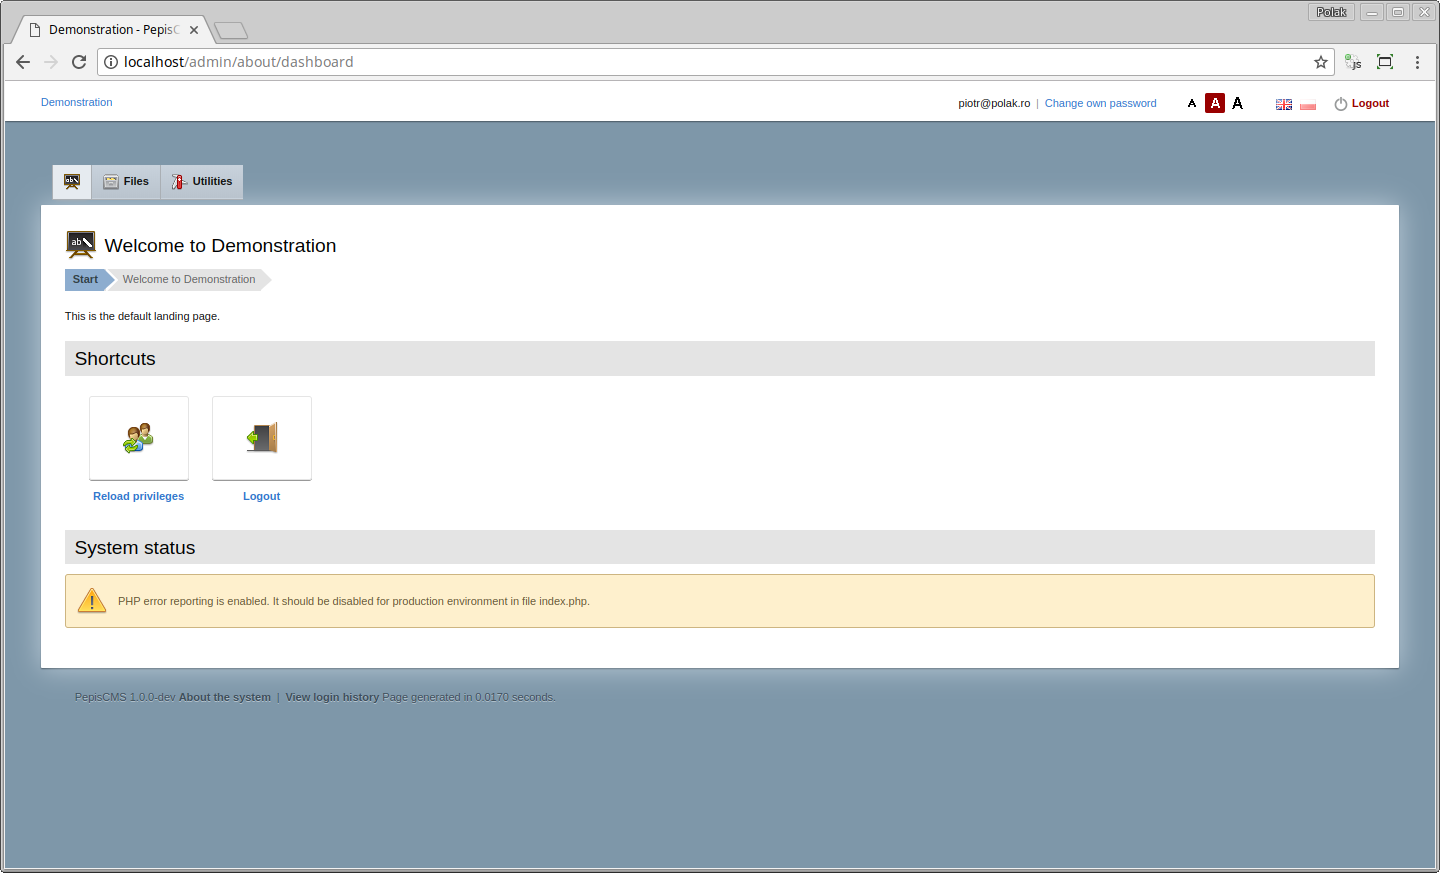 Polak
Demonstration - PepisC
localhost/admin/about/dashboard
js
Demonstration
piotr@polak.ro | Change own password
A A A
Logout
ab
Files
Utilities
ab
Welcome to Demonstration
Start
Welcome to Demonstration
This is the default landing page.
Shortcuts
Reload privileges
Logout
System status
PHP error reporting is enabled. It should be disabled for production environment in file index.php.
PepisCMS 1.0.0-dev About the system | View login history Page generated in 0.0170 seconds.